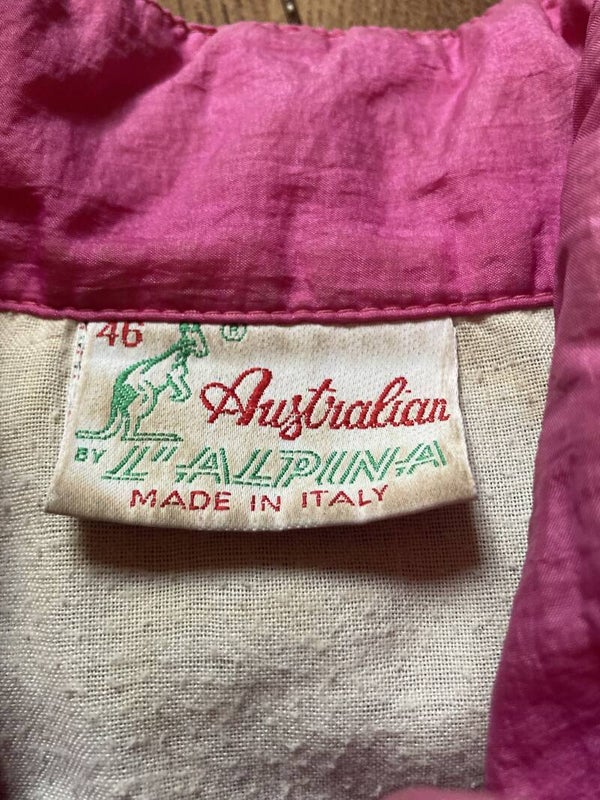 46 ®
Australian
BY L'ALPINA
MADE IN ITALY